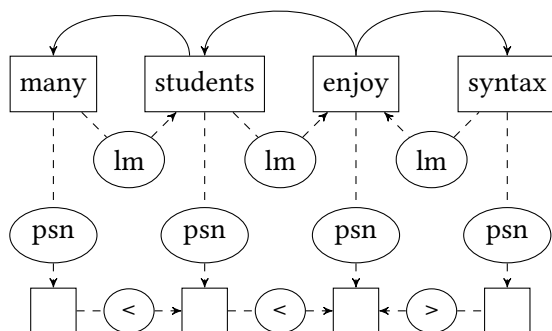 many students enjoy syntax
lm lm lm
psn psn psn psn
< < >